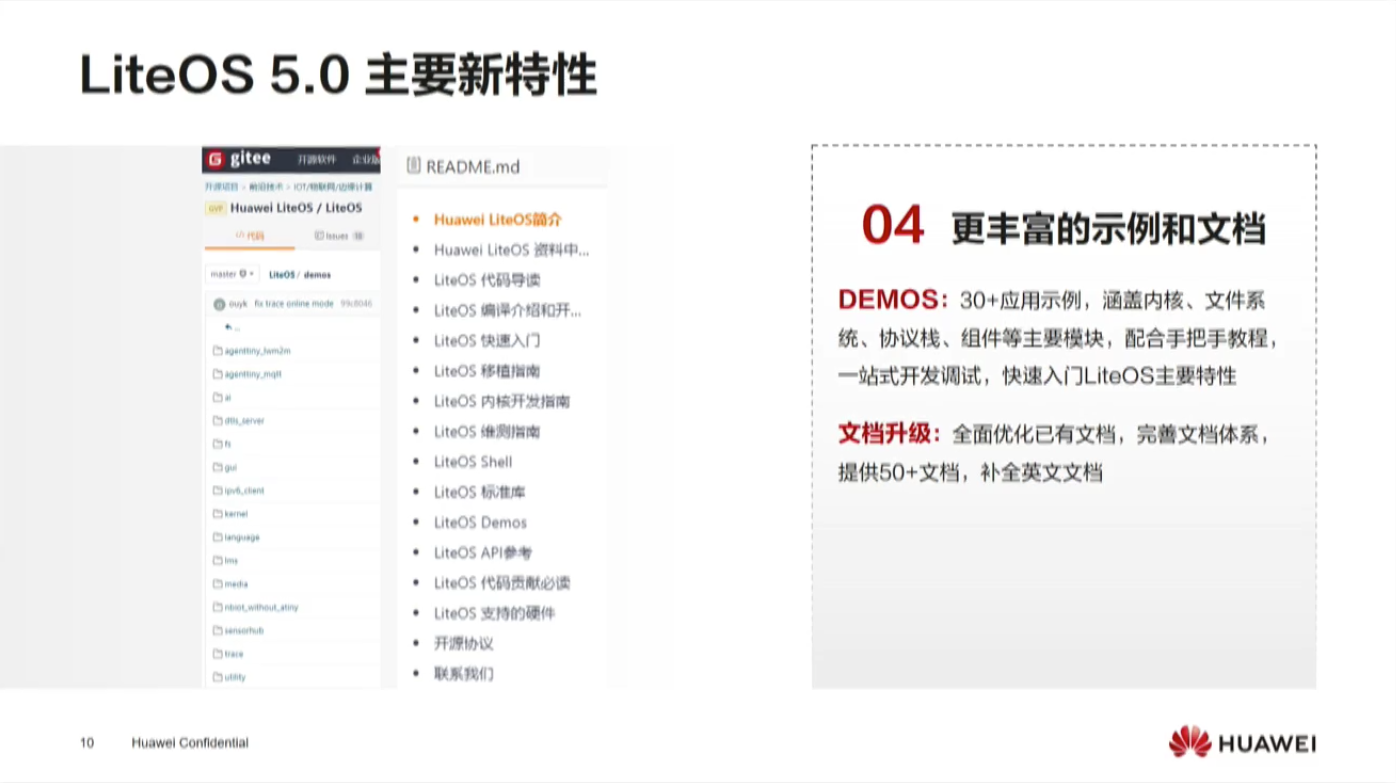 LiteOS 5.0 主要新特性
gitee 开源软件 企业版
开源项目 > 前沿技术 > IOT/物联网/边缘计算
GVP Huawei LiteOS / LiteOS
代码 Issues
master LiteOS / demos
ouyk fix trace online mode 99c8046
..
agenttiny_lwm2m
agenttiny_mqtt
ai
dtls_server
fs
gui
ipv6_client
kernel
language
lms
media
nbiot_without_atiny
sensorhub
trace
utility
README.md
Huawei LiteOS简介
Huawei LiteOS 资料中...
LiteOS 代码导读
LiteOS 编译介绍和开...
LiteOS 快速入门
LiteOS 移植指南
LiteOS 内核开发指南
LiteOS 维测指南
LiteOS Shell
LiteOS 标准库
LiteOS Demos
LiteOS API参考
LiteOS 代码贡献必读
LiteOS 支持的硬件
开源协议
联系我们
04 更丰富的示例和文档
DEMOS：30+应用示例，涵盖内核、文件系
统、协议栈、组件等主要模块，配合手把手教程，
一站式开发调试，快速入门LiteOS主要特性
文档升级：全面优化已有文档，完善文档体系，
提供50+文档，补全英文文档
10 Huawei Confidential
HUAWEI